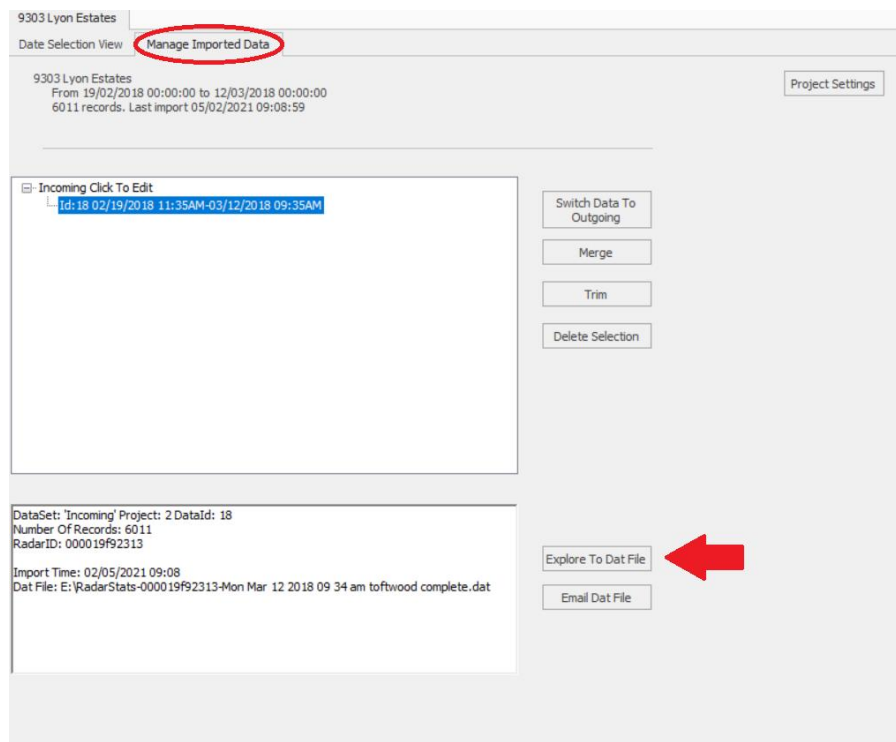 9303 Lyon Estates
Date Selection View
Manage Imported Data
9303 Lyon Estates
From 19/02/2018 00:00:00 to 12/03/2018 00:00:00
6011 records. Last import 05/02/2021 09:08:59
Project Settings
Incoming Click To Edit
Id:18 02/19/2018 11:35AM-03/12/2018 09:35AM
Switch Data To
Outgoing
Merge
Trim
Delete Selection
DataSet: 'Incoming' Project: 2 DataId: 18
Number Of Records: 6011
RadarID: 000019f92313
Import Time: 02/05/2021 09:08
Dat File: E:\RadarStats-000019f92313-Mon Mar 12 2018 09 34 am toftwood complete.dat
Explore To Dat File
Email Dat File